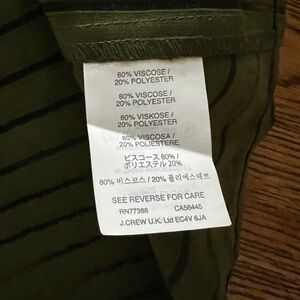 80% VISCOSE /
20% POLYESTER
80% VISCOSE /
20% POLYESTER
80% VISKOSE /
20% POLYESTER
80% VISCOSA /
20% POLIESTERE
ビスコース 80% /
ポリエステル 20%
80% 비스코스 / 20% 폴리에스테르
SEE REVERSE FOR CARE
RN77388 CA56445
J.CREW U.K. Ltd EC4V 6JA